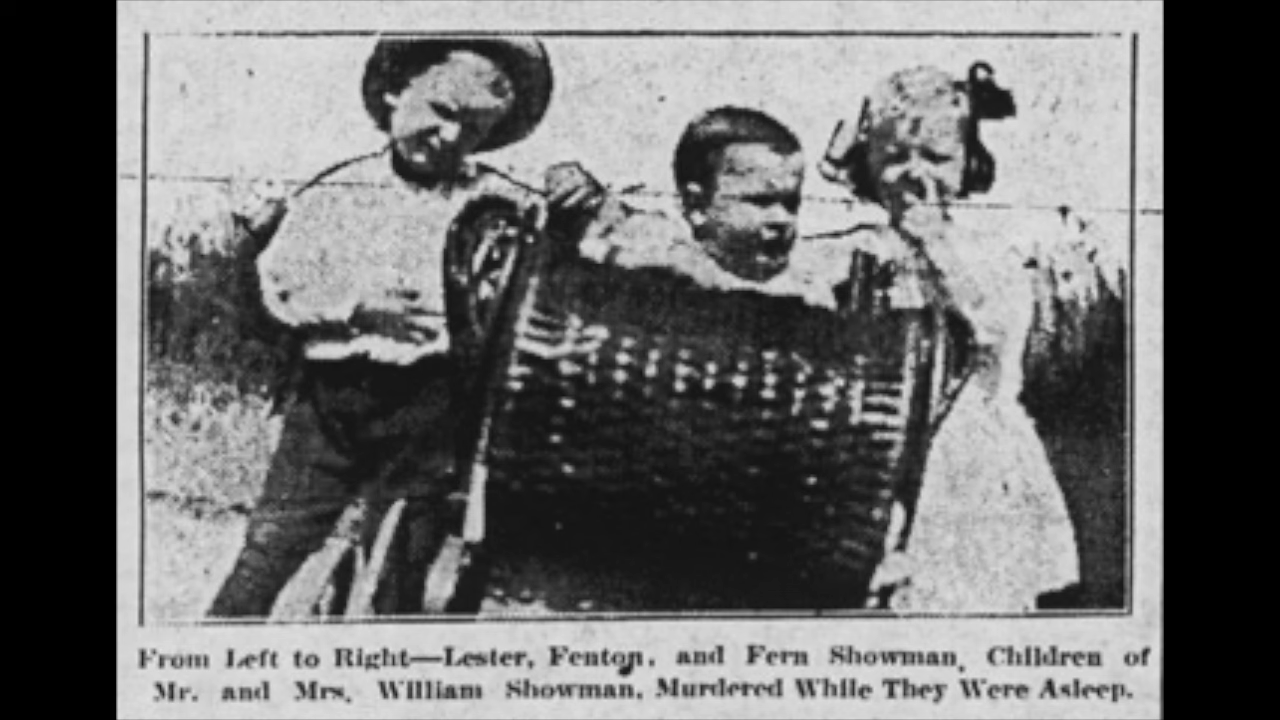 From Left to Right—Lester, Fenton, and Fern Showman, Children of
Mr. and Mrs. William Showman, Murdered While They Were Asleep.